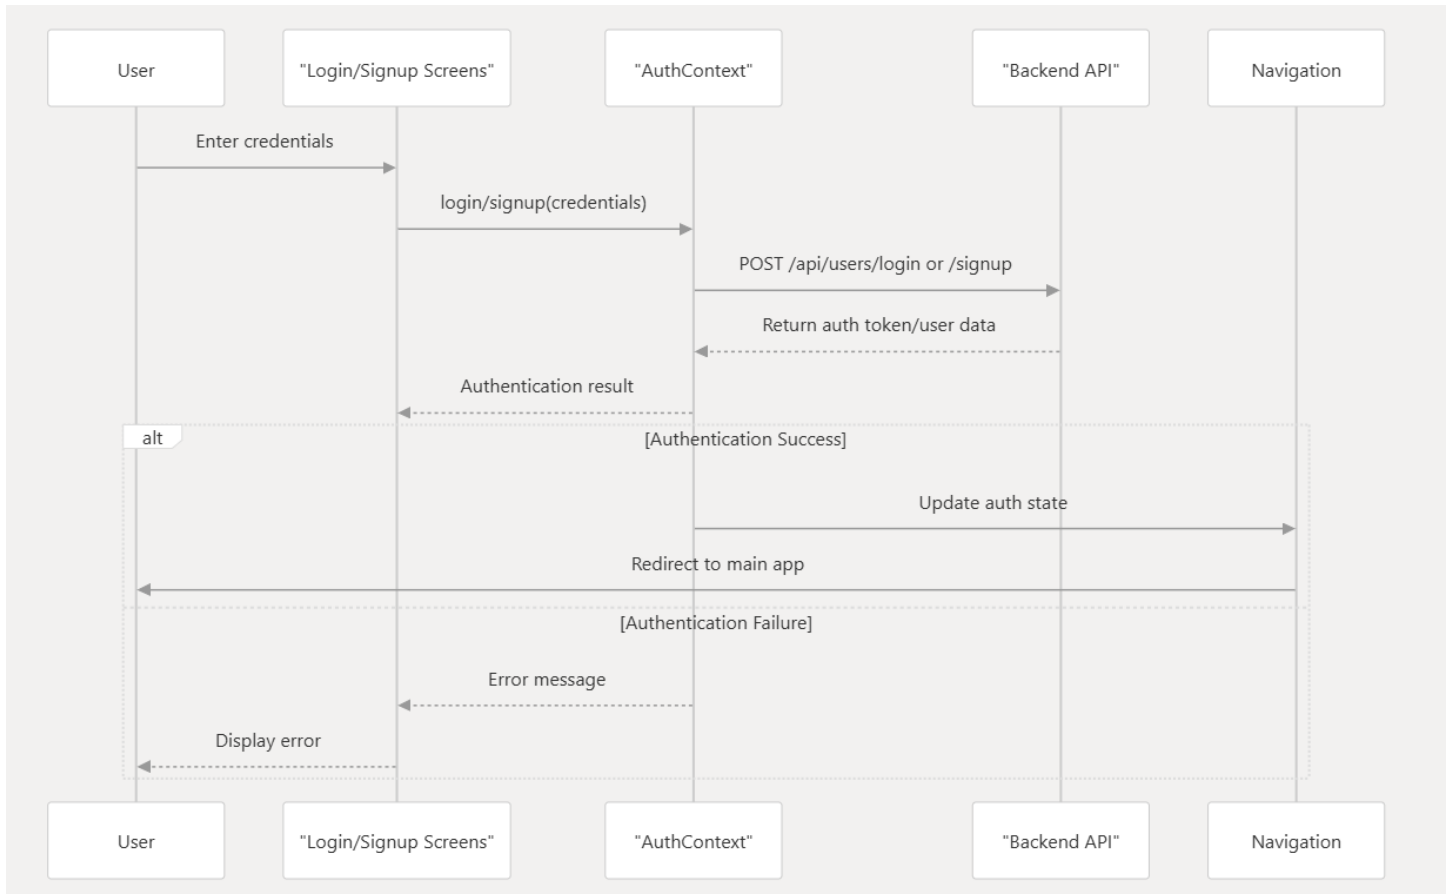 User
"Login/Signup Screens"
"AuthContext"
"Backend API"
Navigation
Enter credentials
login/signup(credentials)
POST /api/users/login or /signup
Return auth token/user data
Authentication result
alt
[Authentication Success]
Update auth state
Redirect to main app
[Authentication Failure]
Error message
Display error
User
"Login/Signup Screens"
"AuthContext"
"Backend API"
Navigation